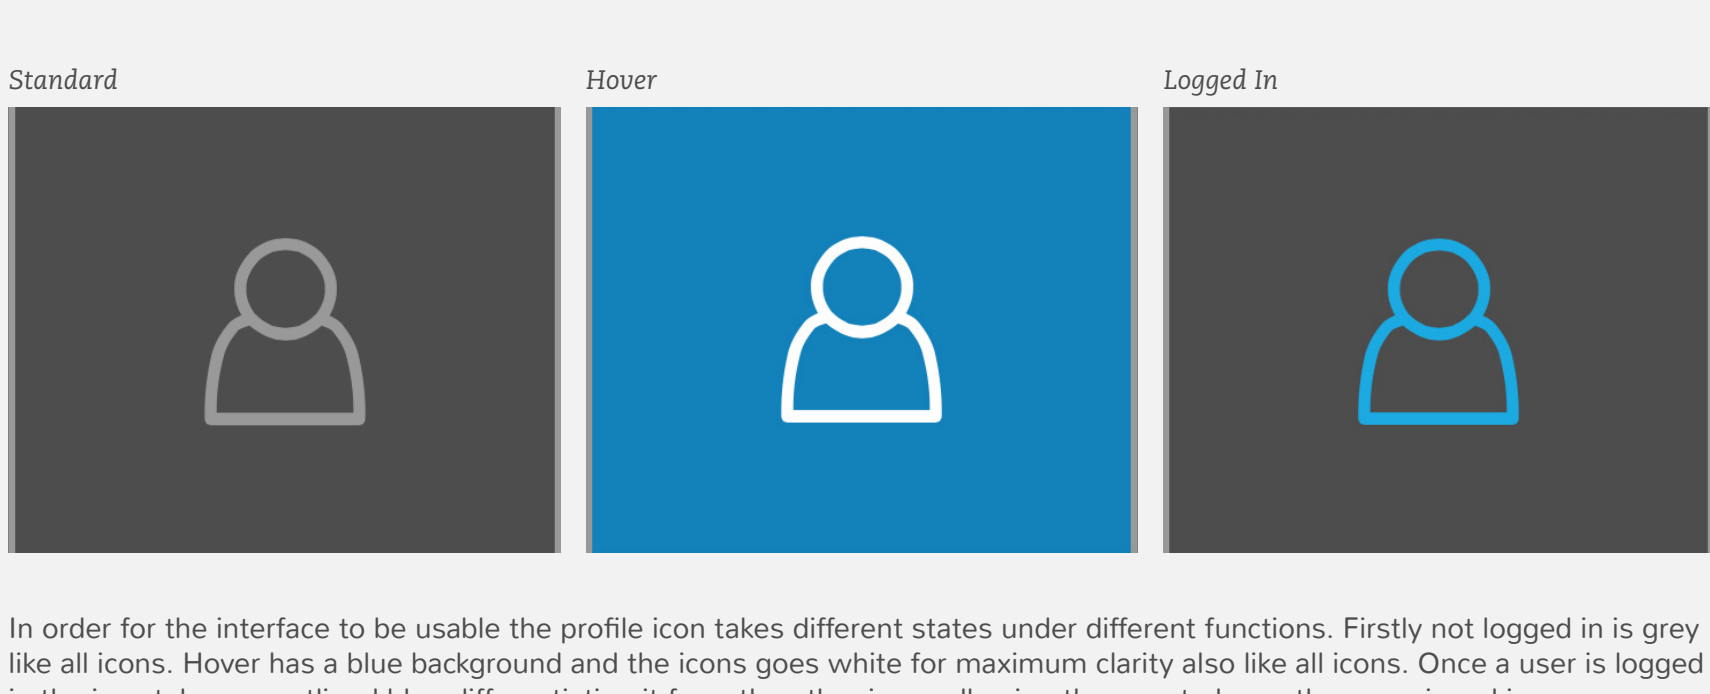 Standard
Hover
Logged In
In order for the interface to be usable the profile icon takes different states under different functions. Firstly not logged in is grey
like all icons. Hover has a blue background and the icons goes white for maximum clarity also like all icons. Once a user is logged